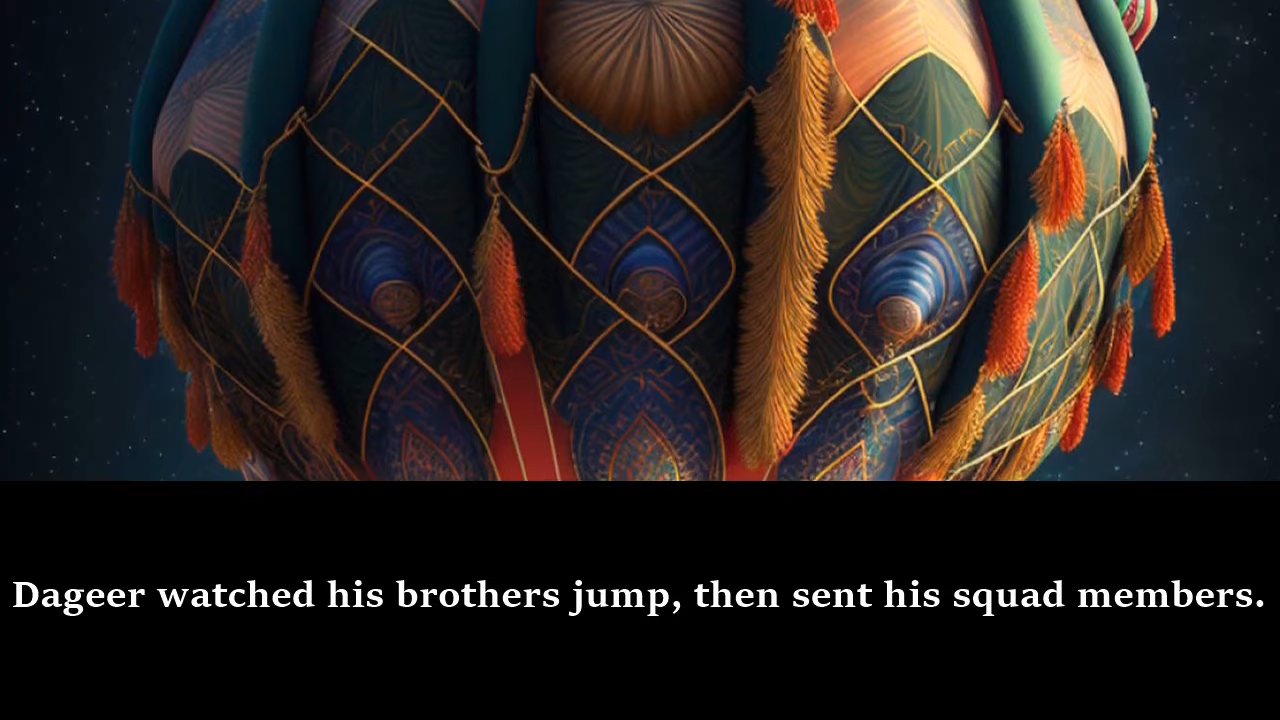 Dageer watched his brothers jump, then sent his squad members.